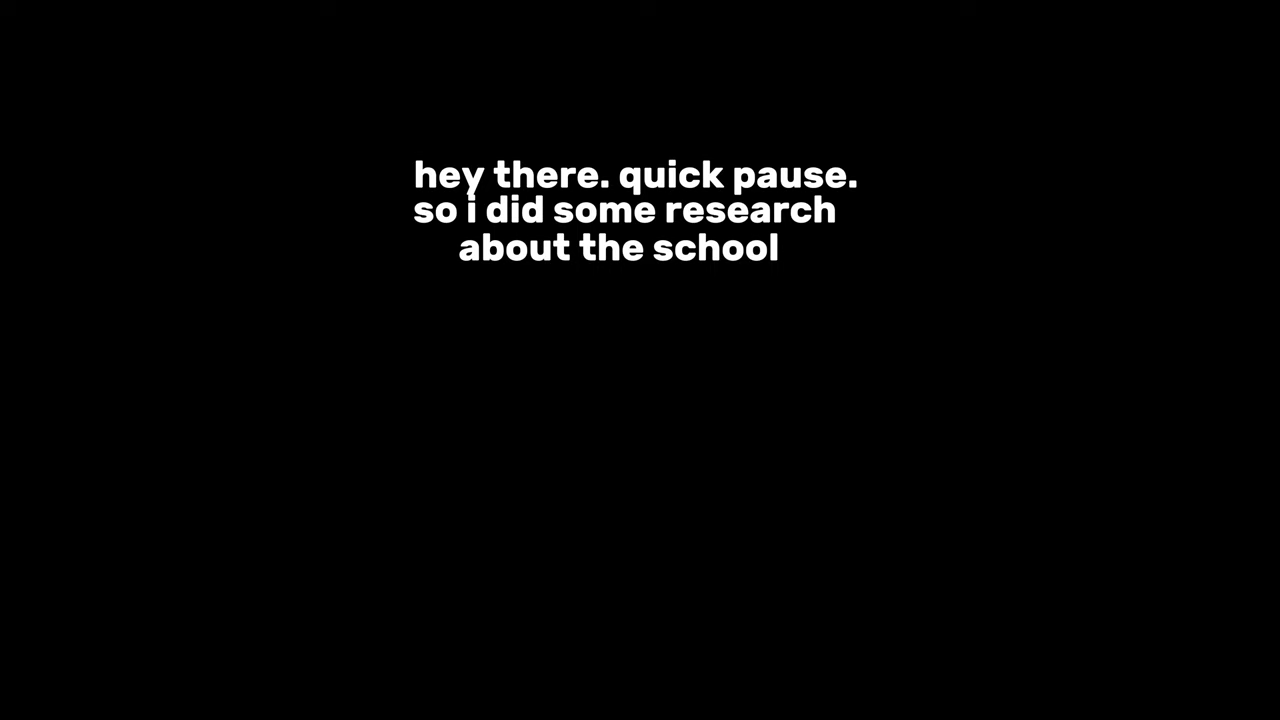 hey there. quick pause.
so i did some research
about the school